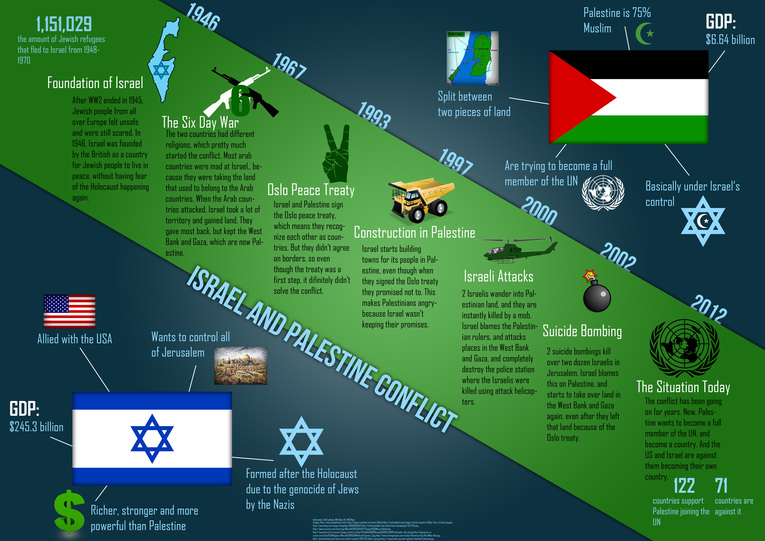 1,151,029
the amount of Jewish refugees
that fled to Israel from 1948-
1970
1946
Foundation of Israel
After WW2 ended in 1945,
Jewish people from all
over Europe felt unsafe
and were still scared. In
1946, Israel was founded
by the British as a country
for Jewish people to live in
peace, without having fear
of the Holocaust happening
again.
1967
6
The Six Day War
The two countries had different
religions, which pretty much
started the conflict. Most arab
countries were mad at Israel,, be-
cause they were taking the land
that used to belong to the Arab
countries. When the Arab coun-
tries attacked, Israel took a lot of
territory and gained land. They
gave most back, but kept the West
Bank and Gaza, which are now Pal-
estine.
1993
Oslo Peace Treaty
Israel and Palestine sign
the Oslo peace treaty,
which means they recog-
nize each other as coun-
tries. But they didn't agree
on borders, so even
though the treaty was a
first step, it difinitely didn't
solve the conflict.
1997
Construction in Palestine
Israel starts building
towns for its people in Pal-
estine, even though when
they signed the Oslo treaty
they promised not to. This
makes Palestinians angry-
because Israel wasn't
keeping their promises.
2000
Israeli Attacks
2 Israelis wander into Pal-
estinian land, and they are
instantly killed by a mob.
Israel blames the Palestin-
ian rulers, and attacks
places in the West Bank
and Gaza, and completely
destroy the police station
where the Israelis were
killed using attack helicop-
ters.
2002
Suicide Bombing
2 suicide bombings kill
over two dozen Israelis in
Jerusalem, Israel blames
this on Palestine, and
starts to take over land in
the West Bank and Gaza
again, even after they left
that land because of the
Oslo treaty.
2012
The Situation Today
The conflict has been going
on for years. Now, Pales-
tine wants to become a full
member of the UN, and
become a country. And the
US and Israel are against
them becoming their own
country.
122
countries support
Palestine joining the
UN
71
countries are
against it
ISRAEL AND PALESTINE CONFLICT
Palestine is 75%
Muslim
GDP:
$6.64 billion
Split between
two pieces of land
Are trying to become a full
member of the UN
Basically under Israel's
control
Allied with the USA
Wants to control all
of Jerusalem
GDP:
$245.3 billion
Formed after the Holocaust
due to the genocide of Jews
by the Nazis
$
Richer, stronger and more
powerful than Palestine